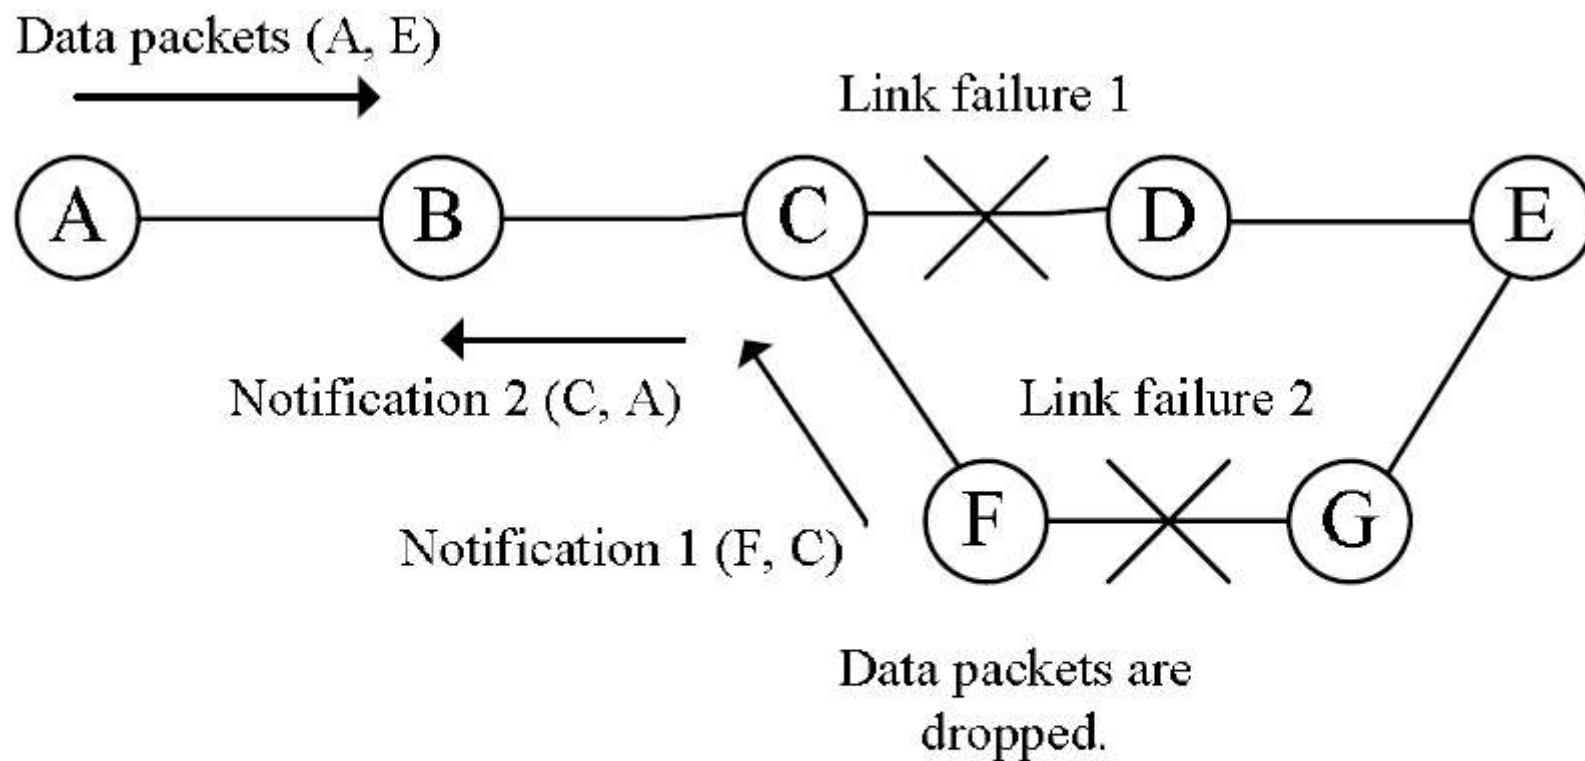 Data packets (A, E)
Link failure 1
A
B
C
D
E
Notification 2 (C, A)
Link failure 2
F
G
Notification 1 (F, C)
Data packets are
dropped.